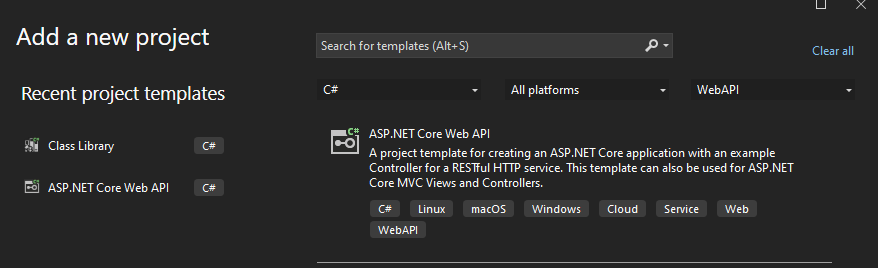 Add a new project
Search for templates (Alt+S)
Clear all
Recent project templates
C#
All platforms
WebAPI
Class Library
C#
ASP.NET Core Web API
C#
C#
ASP.NET Core Web API
A project template for creating an ASP.NET Core application with an example
Controller for a RESTful HTTP service. This template can also be used for ASP.NET
Core MVC Views and Controllers.
C#
Linux
macOS
Windows
Cloud
Service
Web
WebAPI